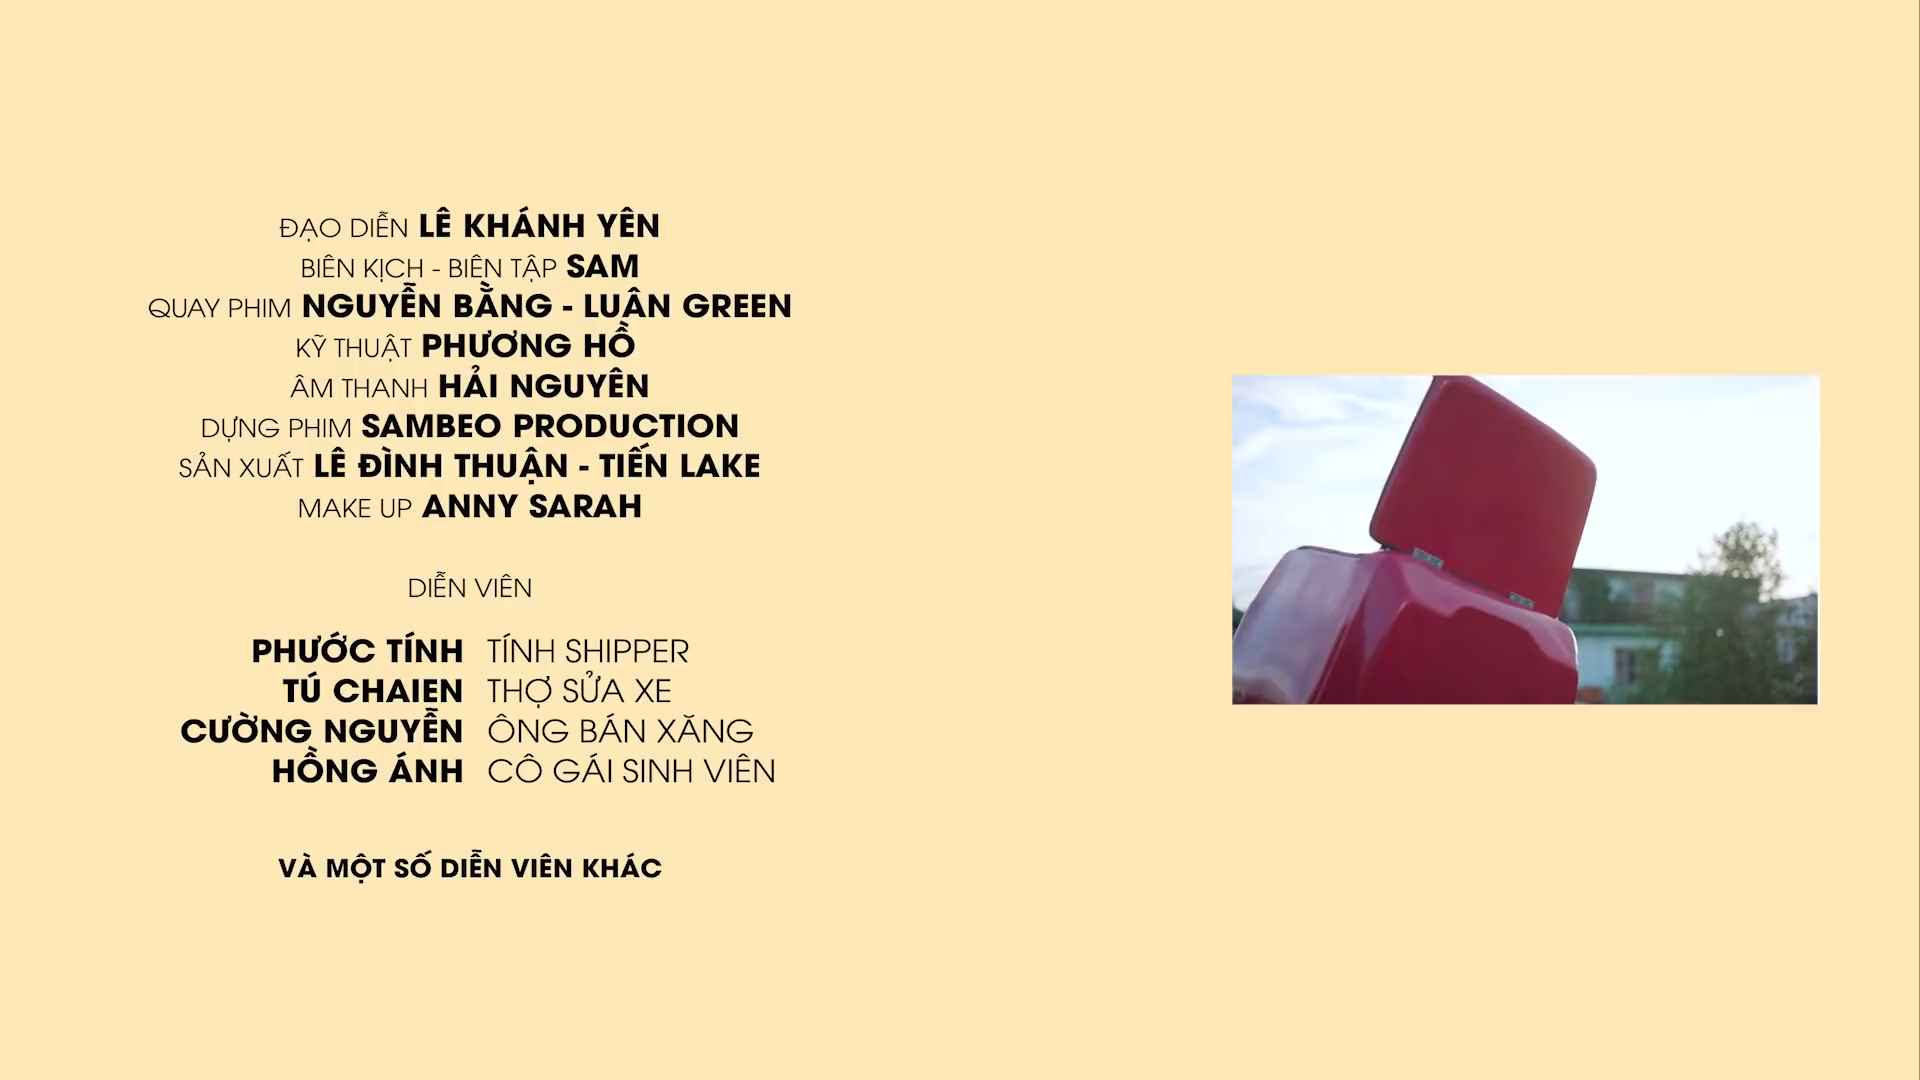 ĐẠO DIỄN LÊ KHÁNH YÊN
BIÊN KỊCH - BIÊN TẬP SAM
QUAY PHIM NGUYỄN BẰNG - LUÂN GREEN
KỸ THUẬT PHƯƠNG HỒ
ÂM THANH HẢI NGUYÊN
DỰNG PHIM SAMBEO PRODUCTION
SẢN XUẤT LÊ ĐÌNH THUẬN - TIẾN LAKE
MAKE UP ANNY SARAH
DIỄN VIÊN
PHƯỚC TÍNH TÍNH SHIPPER
TÚ CHAIEN THỢ SỬA XE
CƯỜNG NGUYỄN ÔNG BÁN XĂNG
HỒNG ÁNH CÔ GÁI SINH VIÊN
VÀ MỘT SỐ DIỄN VIÊN KHÁC